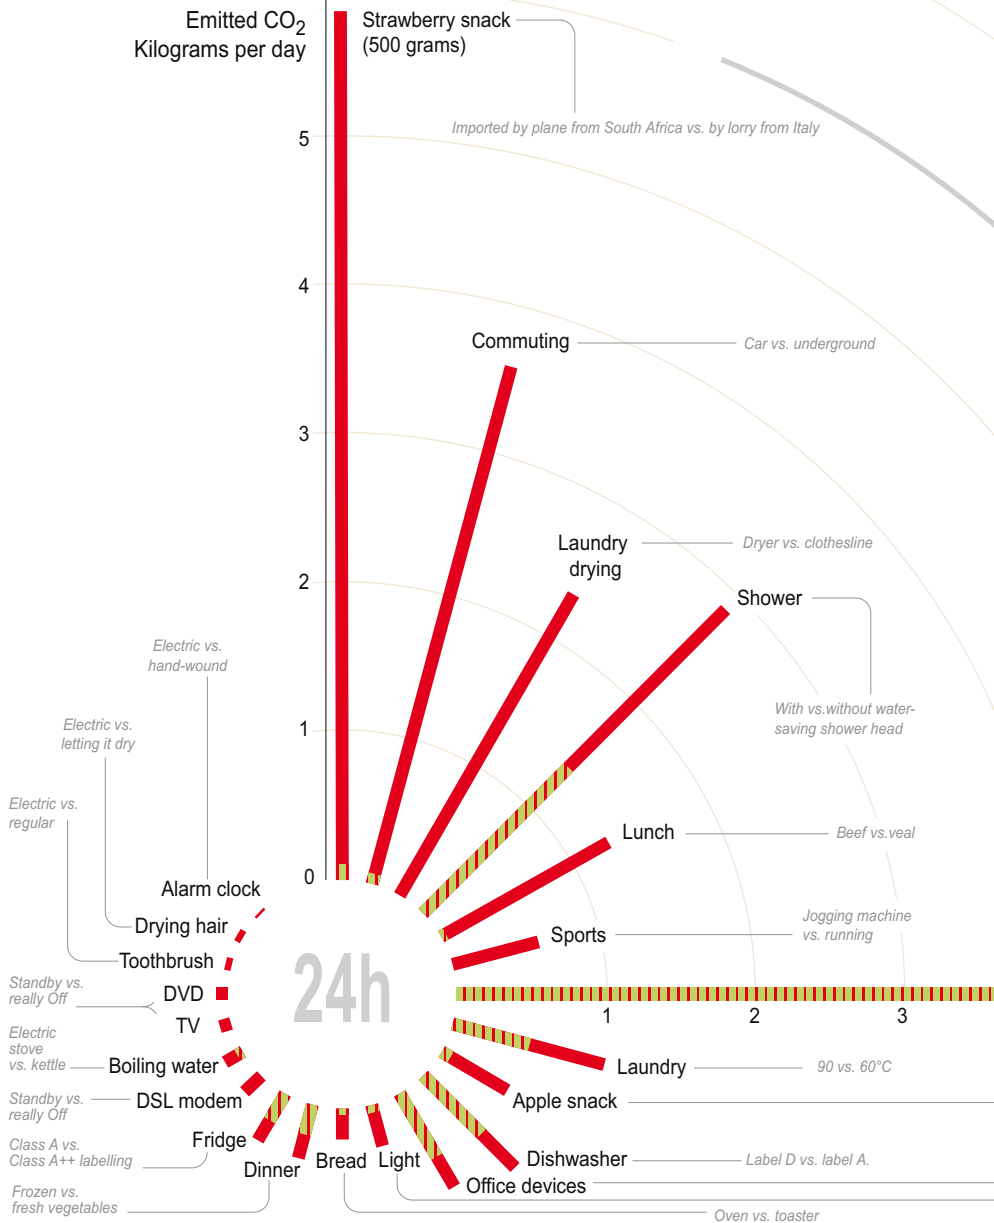 Emitted CO2
Kilograms per day
Strawberry snack
(500 grams)
Imported by plane from South Africa vs. by lorry from Italy
5
4
Commuting
Car vs. underground
3
Laundry
drying
Dryer vs. clothesline
2
Shower
Electric vs.
hand-wound
With vs.without water-
saving shower head
Electric vs.
letting it dry
1
Electric vs.
regular
Lunch
Beef vs.veal
0
Alarm clock
Drying hair
Sports
Jogging machine
vs. running
Toothbrush
Standby vs.
really Off
DVD
24h
TV
1
2
3
Electric
stove
vs. kettle
Boiling water
Laundry
90 vs. 60°C
Standby vs.
really Off
DSL modem
Apple snack
Class A vs.
Class A++ labelling
Fridge
Dinner
Bread
Light
Dishwasher
Label D vs. label A.
Office devices
Frozen vs.
fresh vegetables
Oven vs. toaster